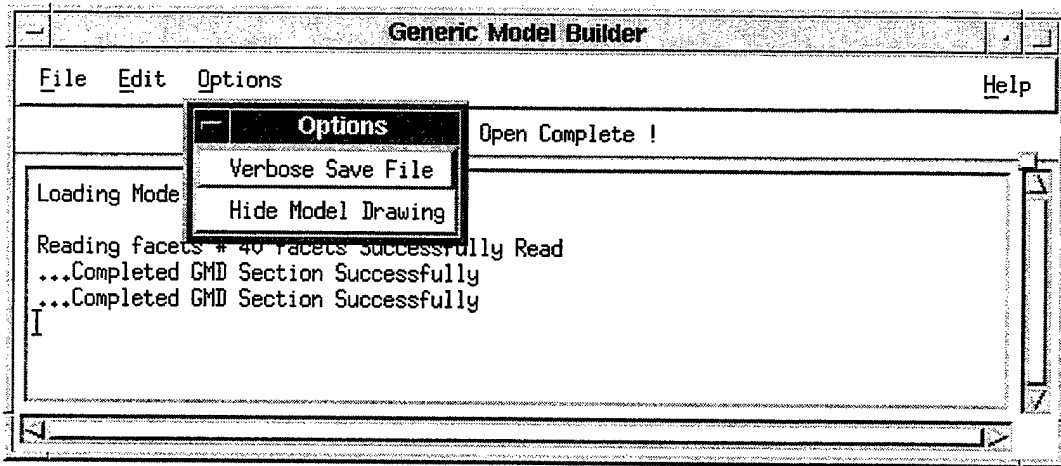 Generic Model Builder
File Edit Options Help
Options
Open Complete !
Verbose Save File
Loading Mode
Hide Model Drawing
Reading facets # 40 facets Successfully Read
...Completed GMD Section Successfully
...Completed GMD Section Successfully